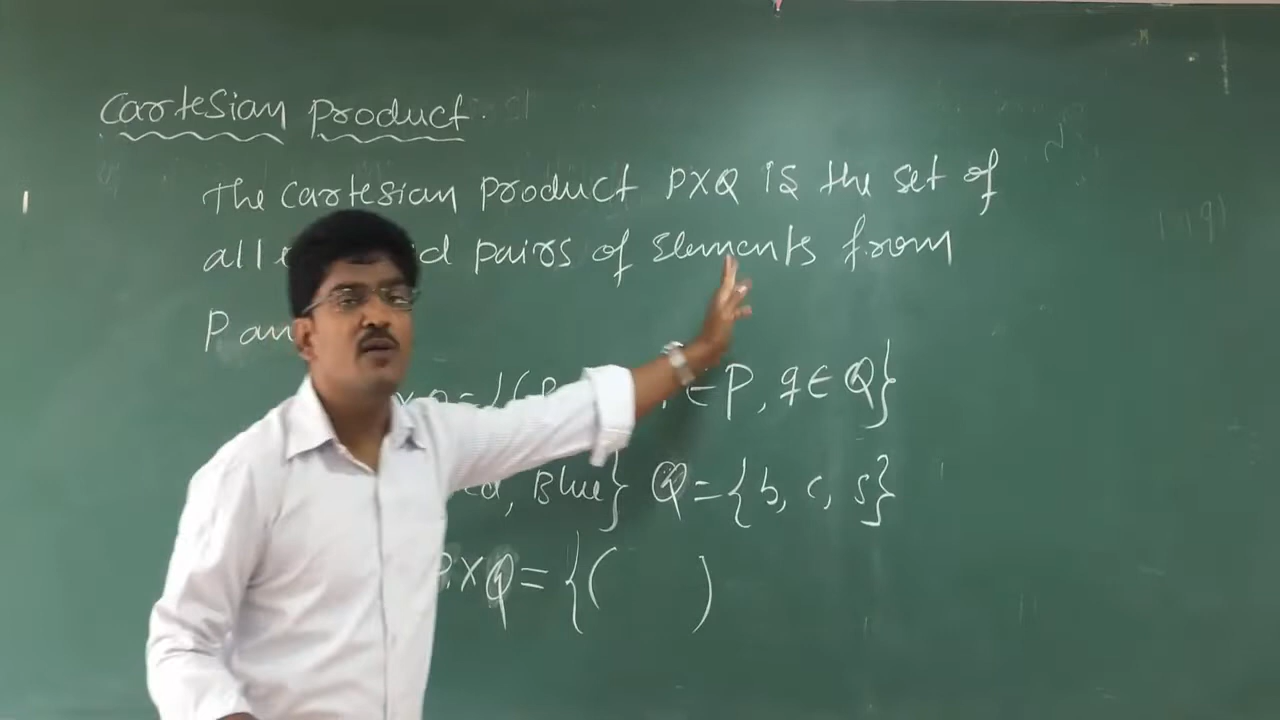 Cartesian product
The Cartesian product PXQ is the set of
all pairs of Elements from
P
P, q ∈ Q}
Blue} Q = {b, c, s}
PXQ = {( )